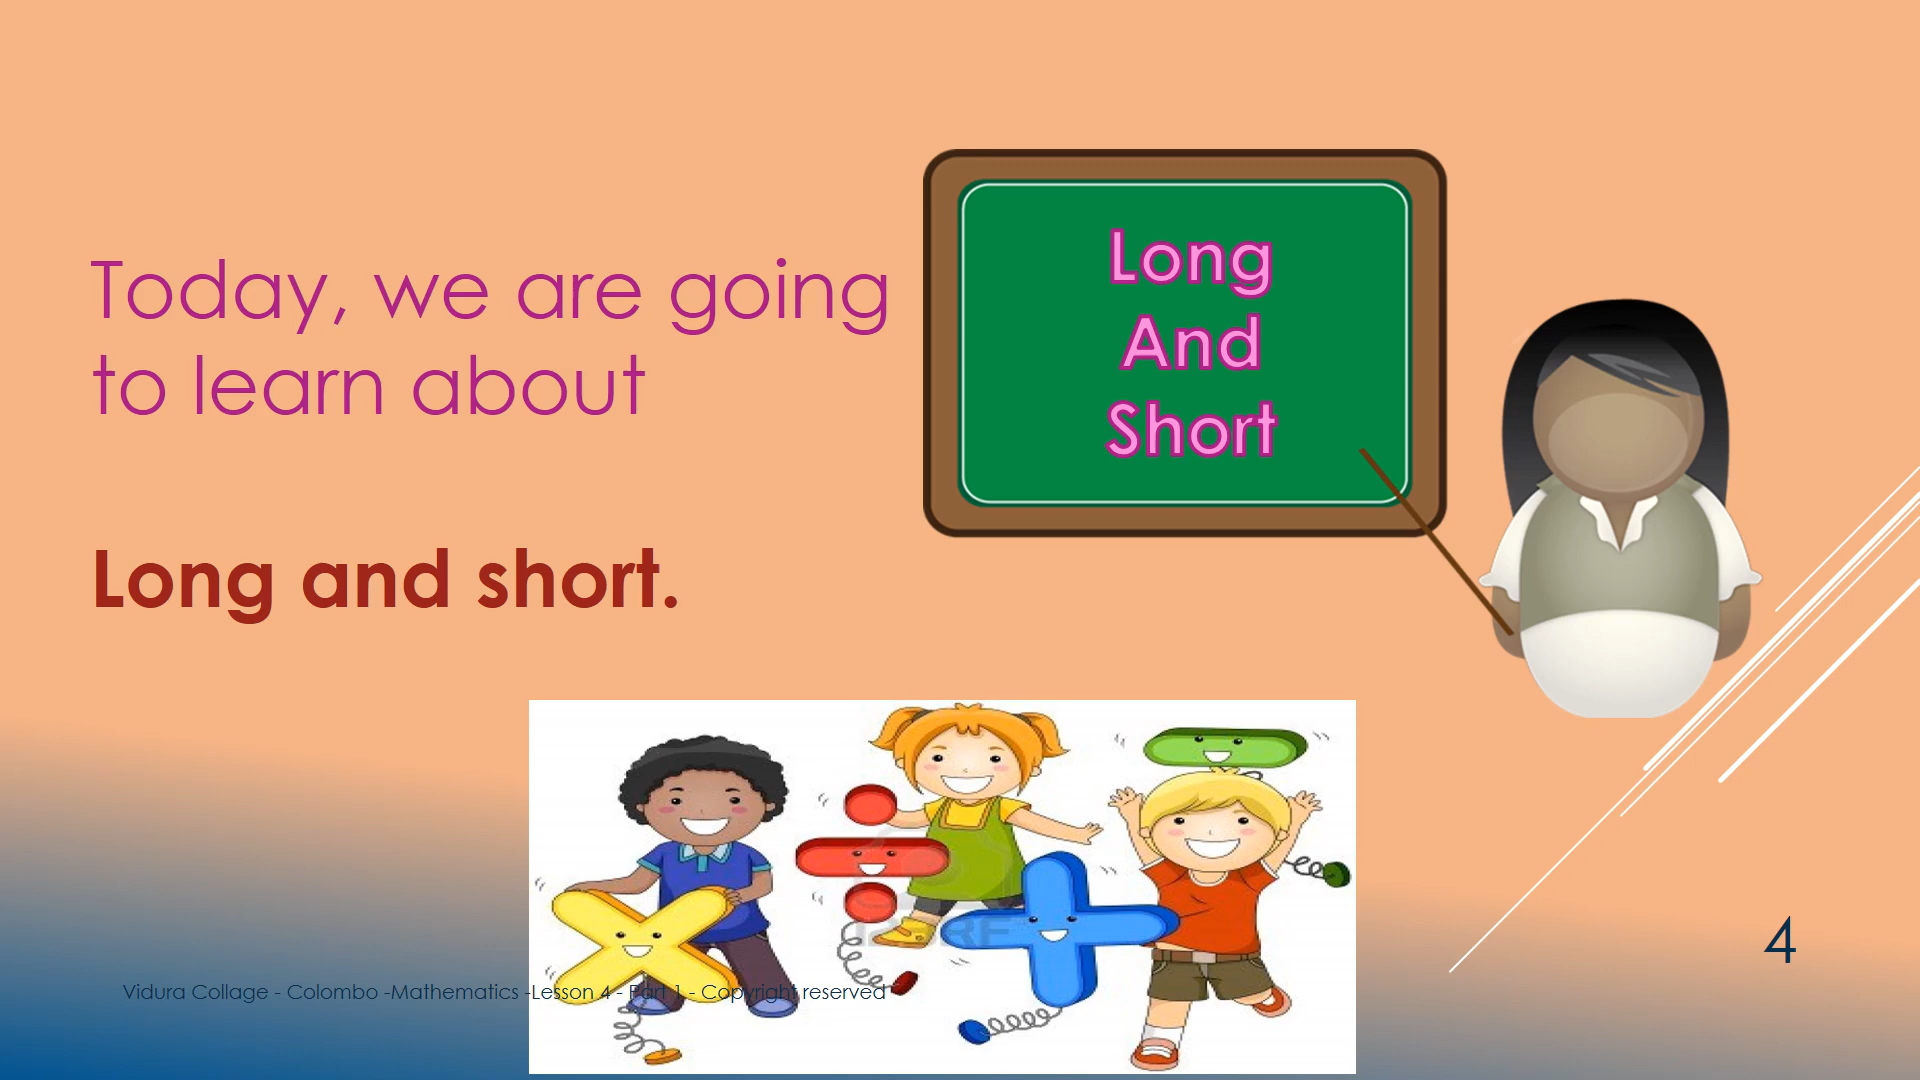 Today, we are going
to learn about
Long and short.
Long
And
Short
4
Vidura Collage - Colombo -Mathematics -Lesson 4 - Part 1 - Copyright reserved